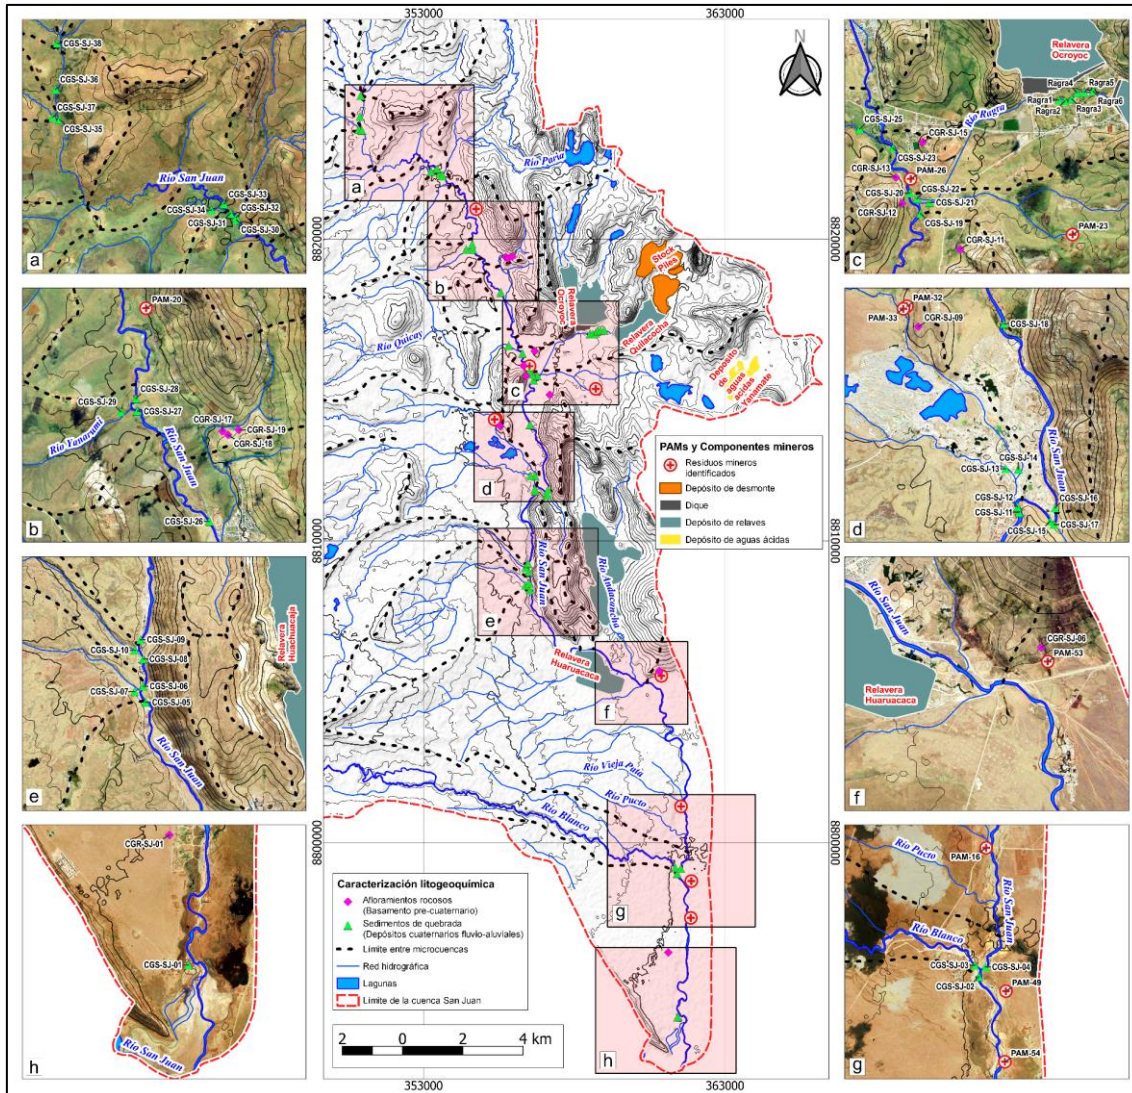 CGS-SJ-38
CGS-SJ-36
CGS-SJ-37
CGS-SJ-35
Río San Juan
CGS-SJ-33
CGS-SJ-34
CGS-SJ-32
CGS-SJ-31
CGS-SJ-30
a
PAM-20
CGS-SJ-28
CGS-SJ-29
CGS-SJ-27
CGR-SJ-17
CGR-SJ-19
CGR-SJ-18
Río Yanarumi
Río San Juan
CGS-SJ-26
b
CGS-SJ-09
CGS-SJ-10
CGS-SJ-08
CGS-SJ-06
CGS-SJ-07
CGS-SJ-05
Relavera
Huachuacaja
Río San Juan
e
CGR-SJ-01
CGS-SJ-01
Río San Juan
h
353000
363000
N
Río Paria
a
b
8820000
8820000
Stock
Piles
Relavera
Ocroyoc
Relavera
Quilacocha
Río Quicay
Depósito
de aguas
acidas
Yanamate
c
PAMs y Componentes mineros
Residuos mineros
identificados
Depósito de desmonte
Dique
Depósito de relaves
Depósito de aguas ácidas
d
8810000
8810000
Río San Juan
Río Andacancha
e
Relavera
Huaruacaca
f
Río Vieja Pata
Río Pucto
Río Blanco
8800000
8800000
g
Caracterización litogeoquímica
Afloramientos rocosos
(Basamento pre-cuaternario)
Sedimentos de quebrada
(Depósitos cuaternarios fluvio-aluviales)
Límite entre microcuencas
Red hidrográfica
Lagunas
Límite de la cuenca San Juan
2 0 2 4 km
h
353000
363000
Relavera
Ocroyoc
Ragra4
Ragra5
Ragra1
Ragra2
Ragra3
Ragra6
Río Ragra
CGS-SJ-25
CGR-SJ-15
CGS-SJ-23
CGR-SJ-13
PAM-26
CGS-SJ-22
CGS-SJ-20
CGS-SJ-21
CGR-SJ-12
CGS-SJ-19
PAM-23
CGR-SJ-11
c
PAM-32
PAM-33
CGR-SJ-09
CGS-SJ-18
Río San Juan
CGS-SJ-14
CGS-SJ-13
CGS-SJ-12
CGS-SJ-16
CGS-SJ-11
CGS-SJ-15
CGS-SJ-17
d
Río San Juan
CGR-SJ-06
PAM-53
Relavera
Huaruacaca
f
Río Pucto
PAM-16
Río San Juan
Río Blanco
CGS-SJ-03
CGS-SJ-04
CGS-SJ-02
PAM-49
PAM-54
g